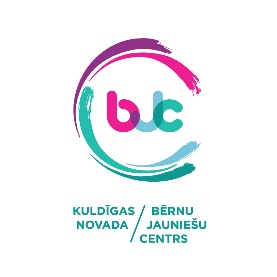 bjc
KULDĪGAS / BĒRNU
NOVADA / JAUNIEŠU
CENTRS